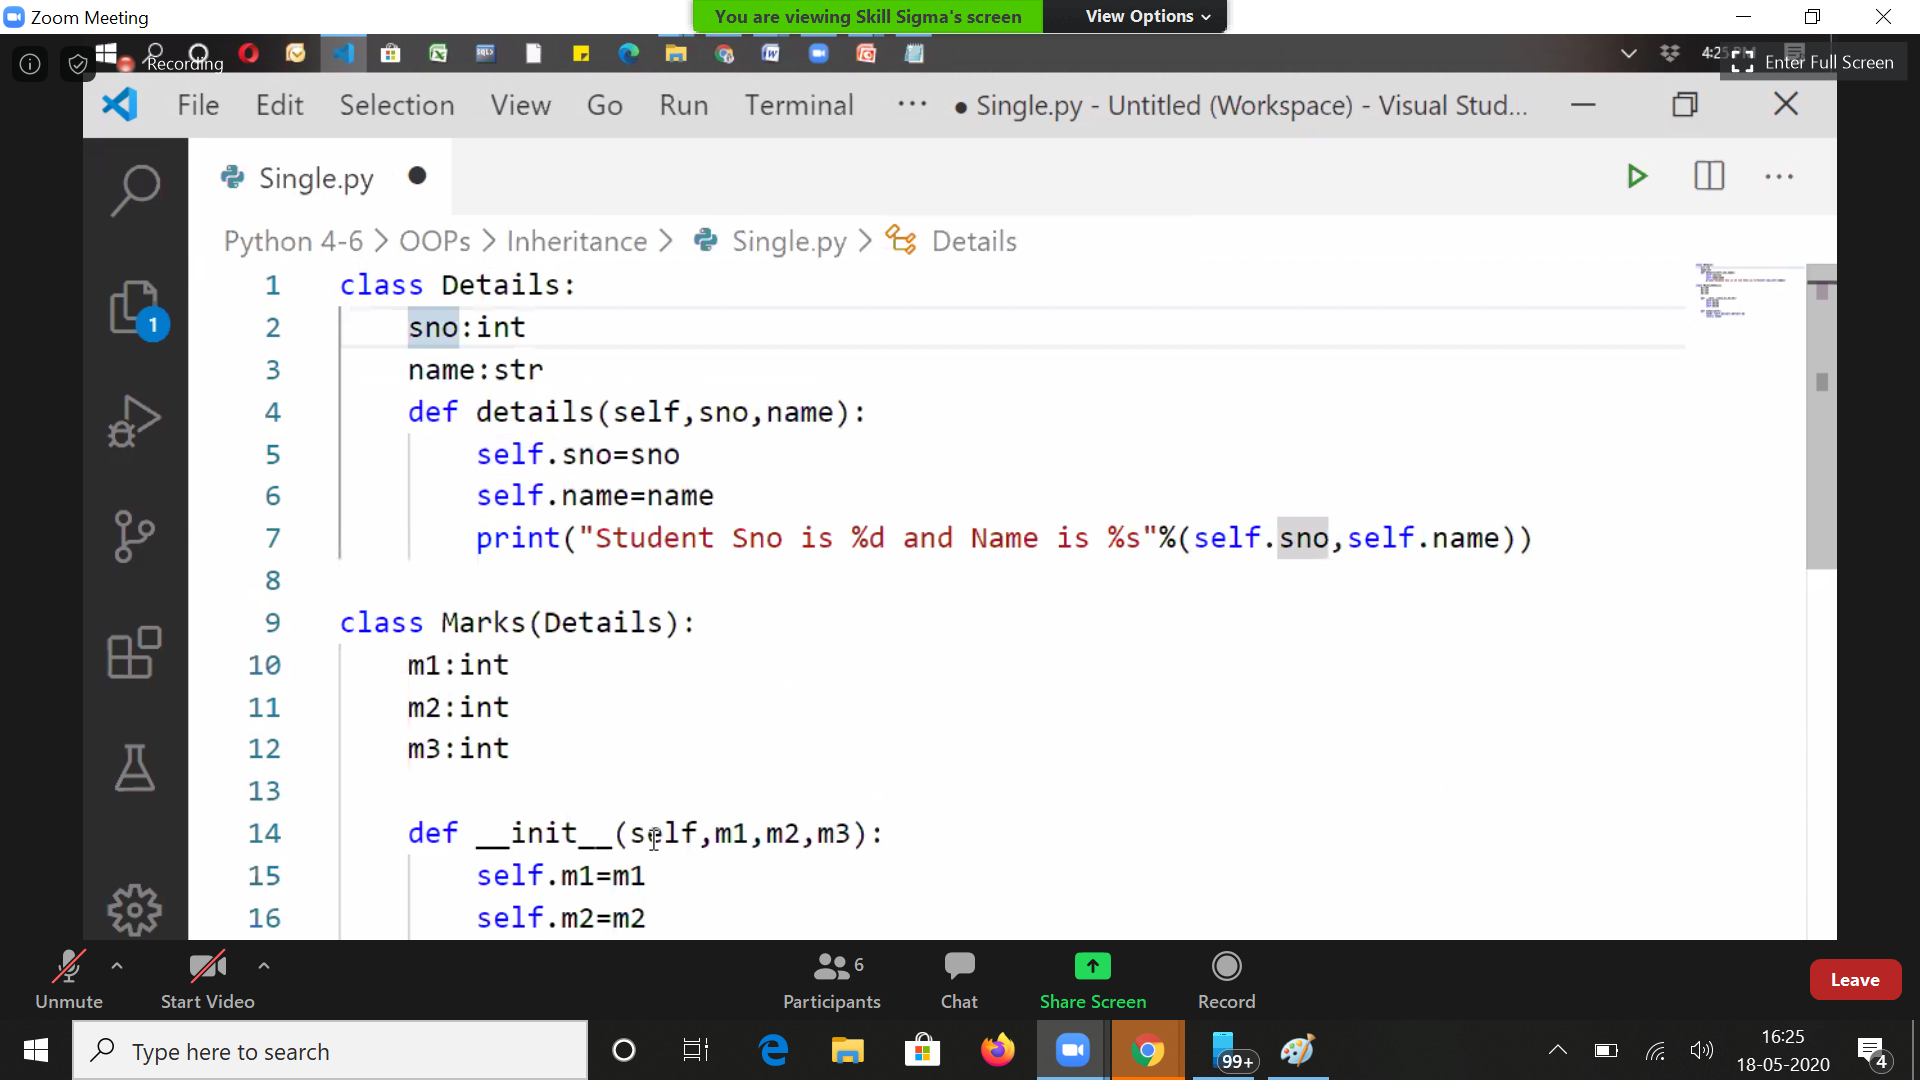 Zoom Meeting
You are viewing Skill Sigma's screen View Options
Recording
Enter Full Screen
File Edit Selection View Go Run Terminal ··· ● Single.py - Untitled (Workspace) - Visual Stud...
Single.py ●
Python 4-6 > OOPs > Inheritance > Single.py > Details
1 class Details:
2 sno:int
3 name:str
4 def details(self,sno,name):
5 self.sno=sno
6 self.name=name
7 print("Student Sno is %d and Name is %s"%(self.sno,self.name))
8
9 class Marks(Details):
10 m1:int
11 m2:int
12 m3:int
13
14 def __init__(self,m1,m2,m3):
15 self.m1=m1
16 self.m2=m2
1
Unmute Start Video Participants 6 Chat Share Screen Record Leave
Type here to search
99+
16:25
18-05-2020
4